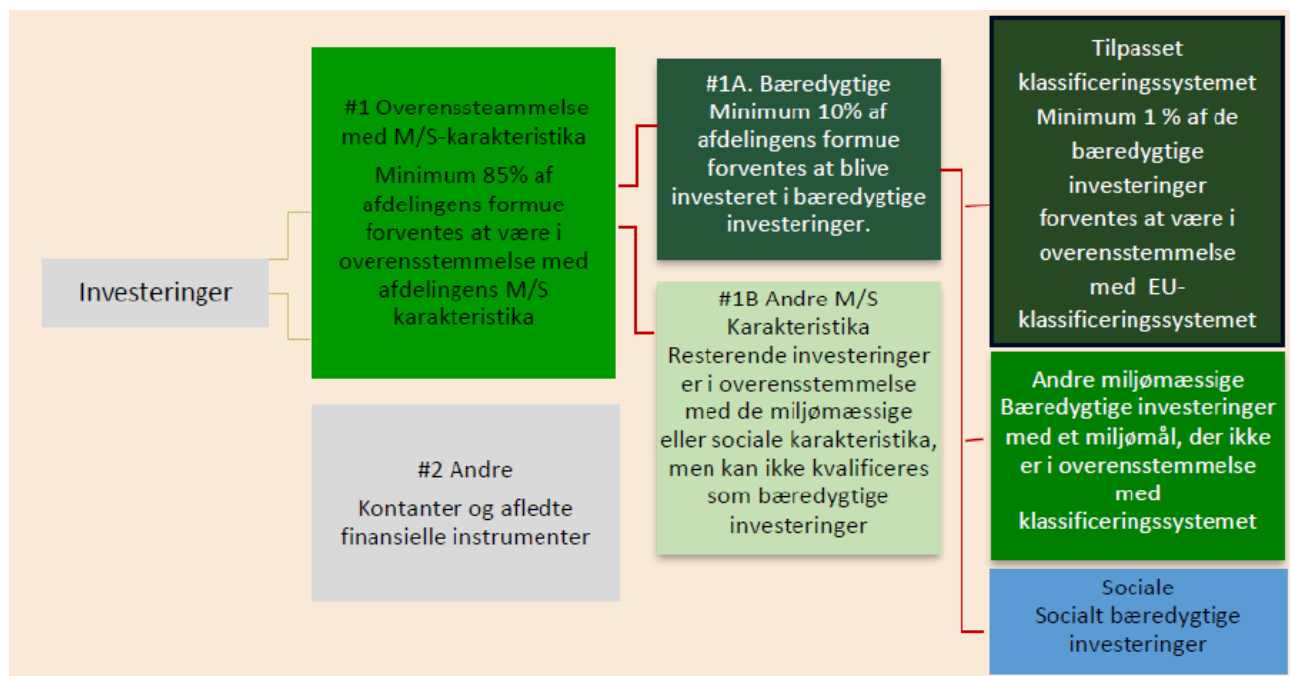 Investeringer
#1 Overenssteammelse
med M/S-karakteristika
Minimum 85% af
afdelingens formue
forventes at være i
overensstemmelse med
afdelingens M/S
karakteristika
#2 Andre
Kontanter og afledte
finansielle instrumenter
#1A. Bæredygtige
Minimum 10% af
afdelingens formue
forventes at blive
investeret i bæredygtige
investeringer.
#1B Andre M/S
Karakteristika
Resterende investeringer
er i overensstemmelse
med de miljømæssige
eller sociale karakteristika,
men kan ikke kvalificeres
som bæredygtige
investeringer
Tilpasset
klassificeringssystemet
Minimum 1 % af de
bæredygtige
investeringer
forventes at være i
overensstemmelse
med EU-
klassificeringssystemet
Andre miljømæssige
Bæredygtige investeringer
med et miljømål, der ikke
er i overensstemmelse
med
klassificeringssystemet
Sociale
Socialt bæredygtige
investeringer